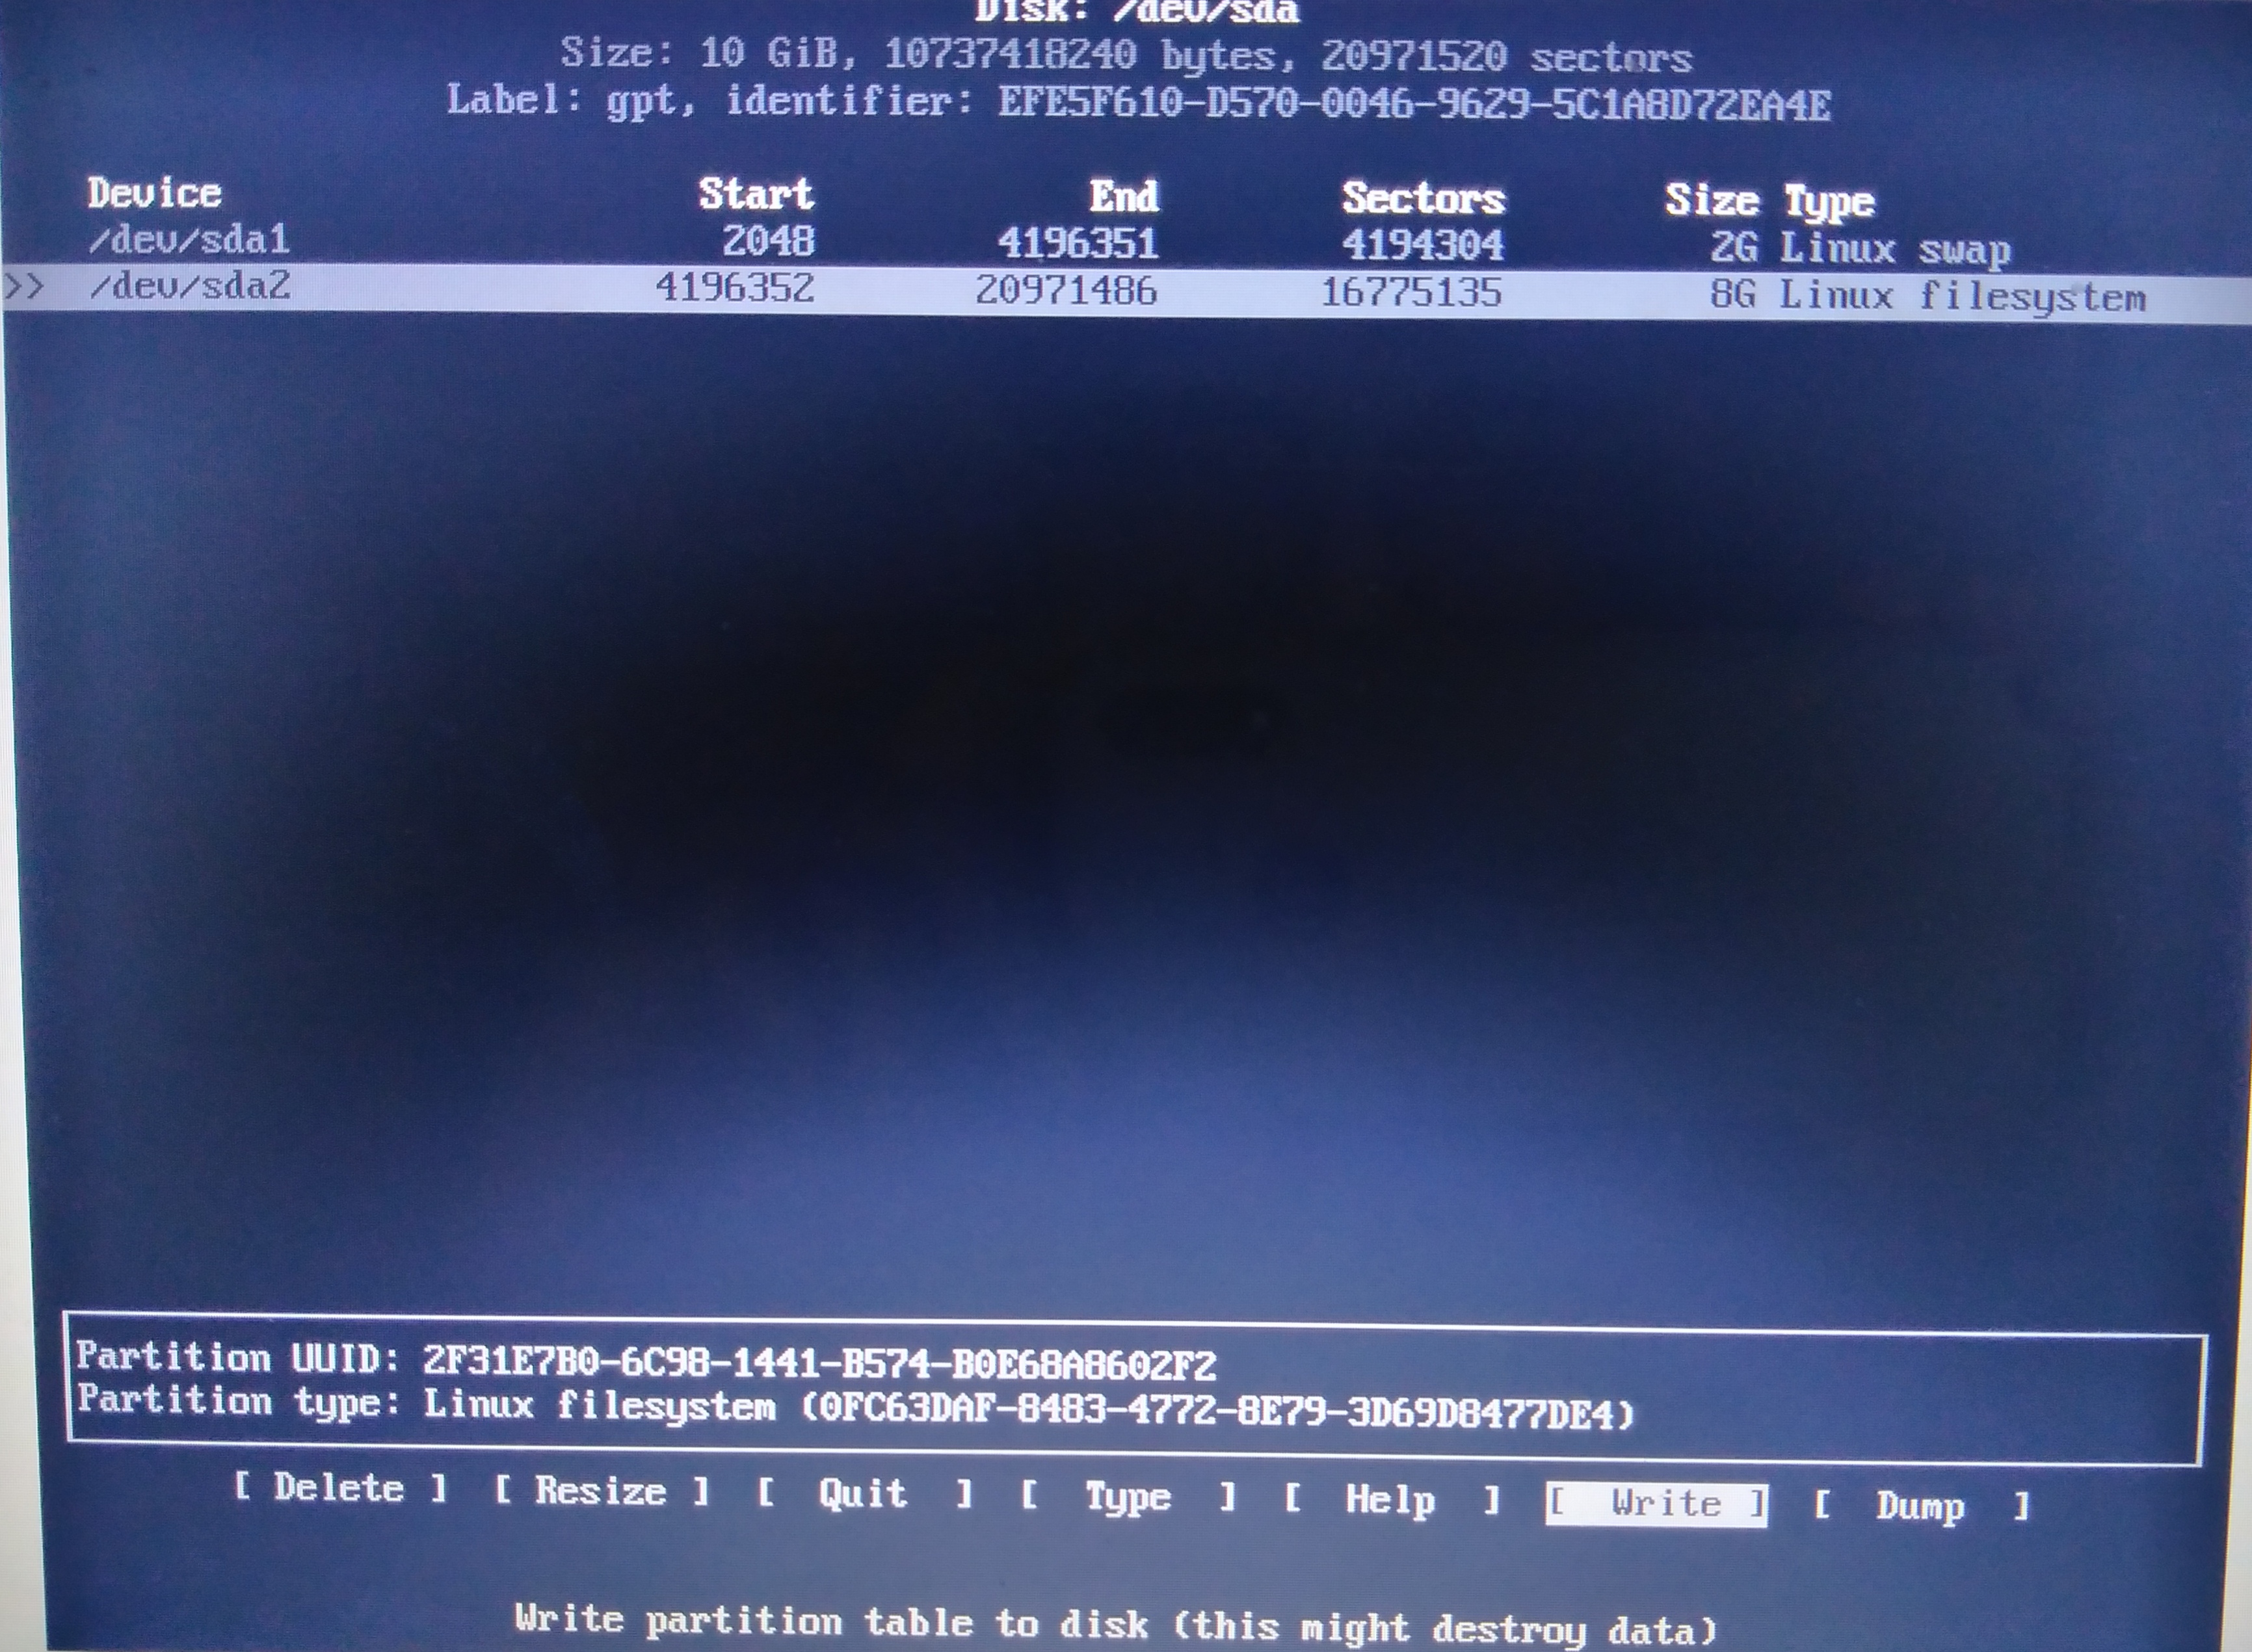 Disk: /dev/sda
Size: 10 GiB, 10737418240 bytes, 20971520 sectors
Label: gpt, identifier: EFE5F610-D570-0046-9629-5C1A8D72EA4E
Device Start End Sectors Size Type
/dev/sda1 2048 4196351 4194304 2G Linux swap
>> /dev/sda2 4196352 20971486 16775135 8G Linux filesystem
Partition UUID: 2F31E7B0-6C98-1441-B574-B0E68A8602F2
Partition type: Linux filesystem (0FC63DAF-8483-4772-8E79-3D69D8477DE4)
[ Delete ] [ Resize ] [ Quit ] [ Type ] [ Help ] [ Write ] [ Dump ]
Write partition table to disk (this might destroy data)